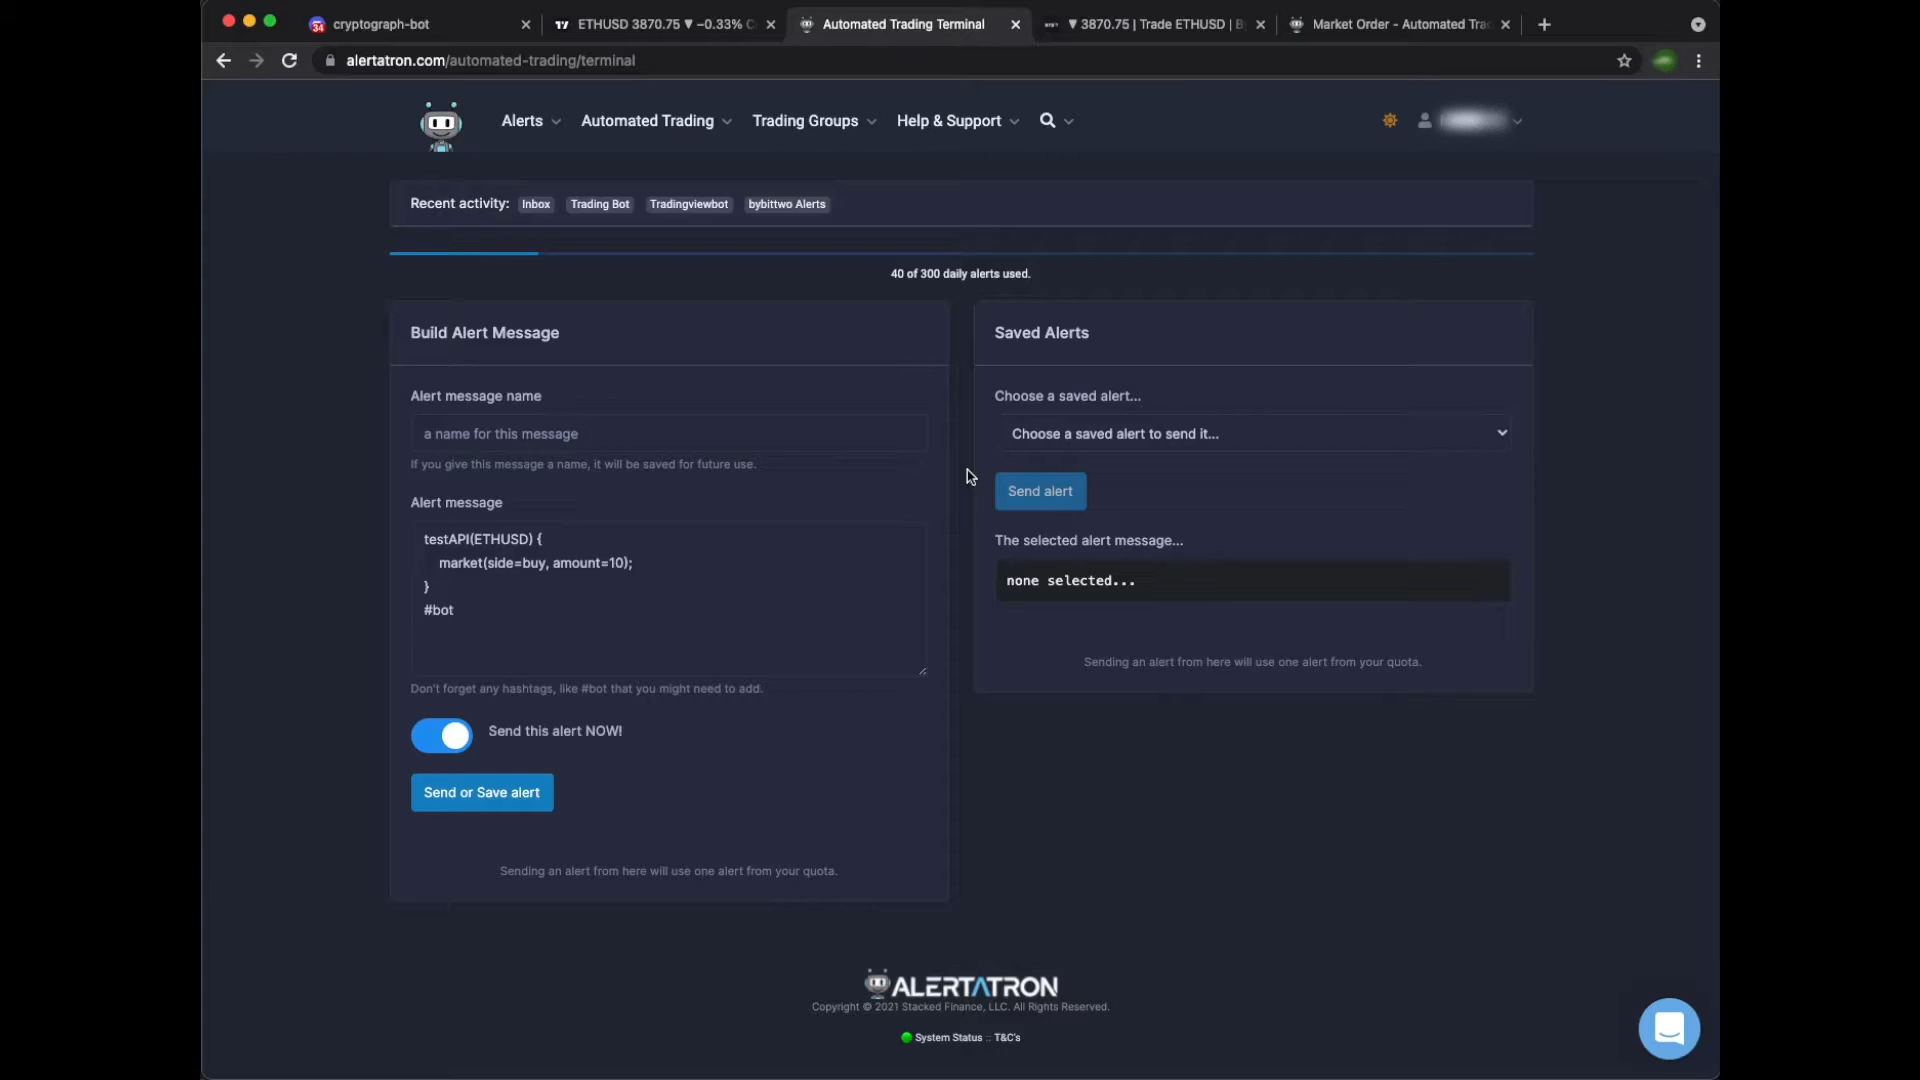 34
cryptograph-bot
ETHUSD 3870.75 ▼ −0.33% C
Automated Trading Terminal
▼ 3870.75 | Trade ETHUSD | B
Market Order - Automated Tra
alertatron.com/automated-trading/terminal
Alerts
Automated Trading
Trading Groups
Help & Support
Recent activity:
Inbox
Trading Bot
Tradingviewbot
bybittwo Alerts
40 of 300 daily alerts used.
Build Alert Message
Alert message name
a name for this message
If you give this message a name, it will be saved for future use.
Alert message
testAPI(ETHUSD) {
market(side=buy, amount=10);
}
#bot
Don't forget any hashtags, like #bot that you might need to add.
Send this alert NOW!
Send or Save alert
Sending an alert from here will use one alert from your quota.
Saved Alerts
Choose a saved alert...
Choose a saved alert to send it...
Send alert
The selected alert message...
none selected...
Sending an alert from here will use one alert from your quota.
ALERTATRON
Copyright © 2021 Stacked Finance, LLC. All Rights Reserved.
System Status :: T&C's